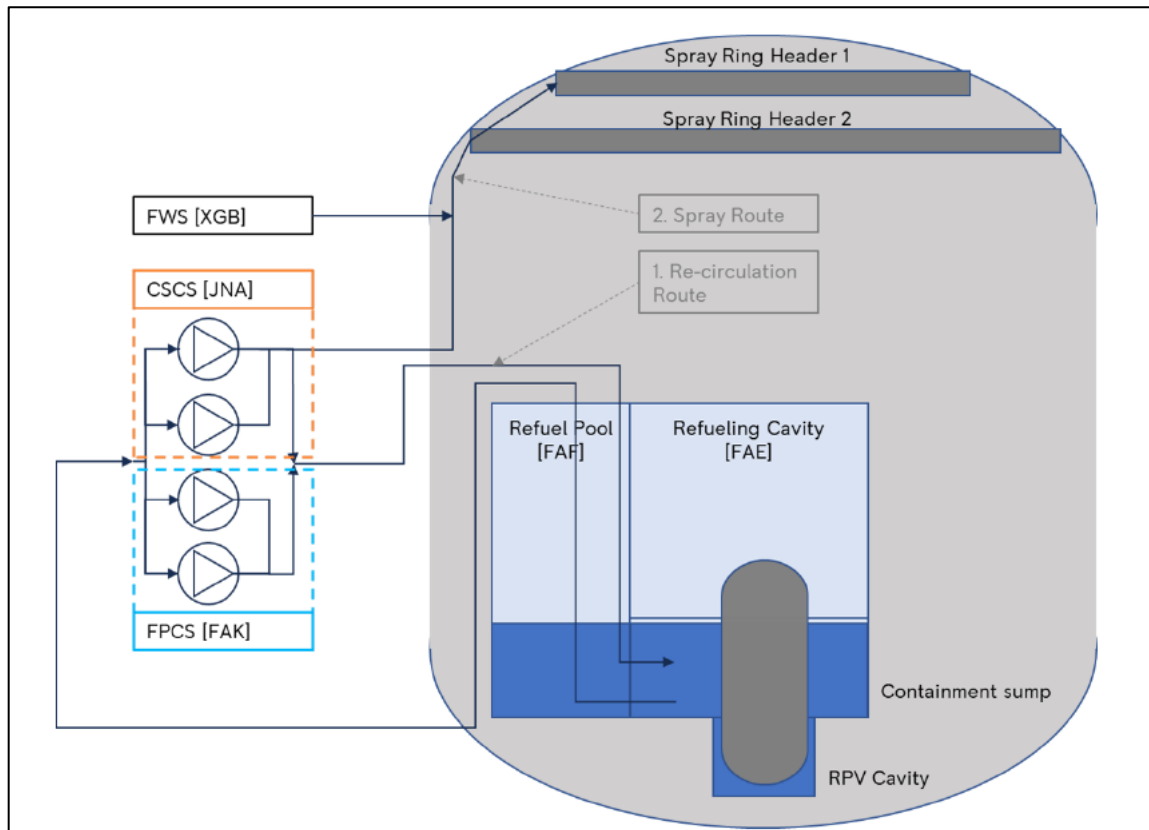 Spray Ring Header 1
Spray Ring Header 2
FWS [XGB]
2. Spray Route
1. Re-circulation
Route
CSCS [JNA]
Refuel Pool
[FAF]
Refueling Cavity
[FAE]
FPCS [FAK]
Containment sump
RPV Cavity